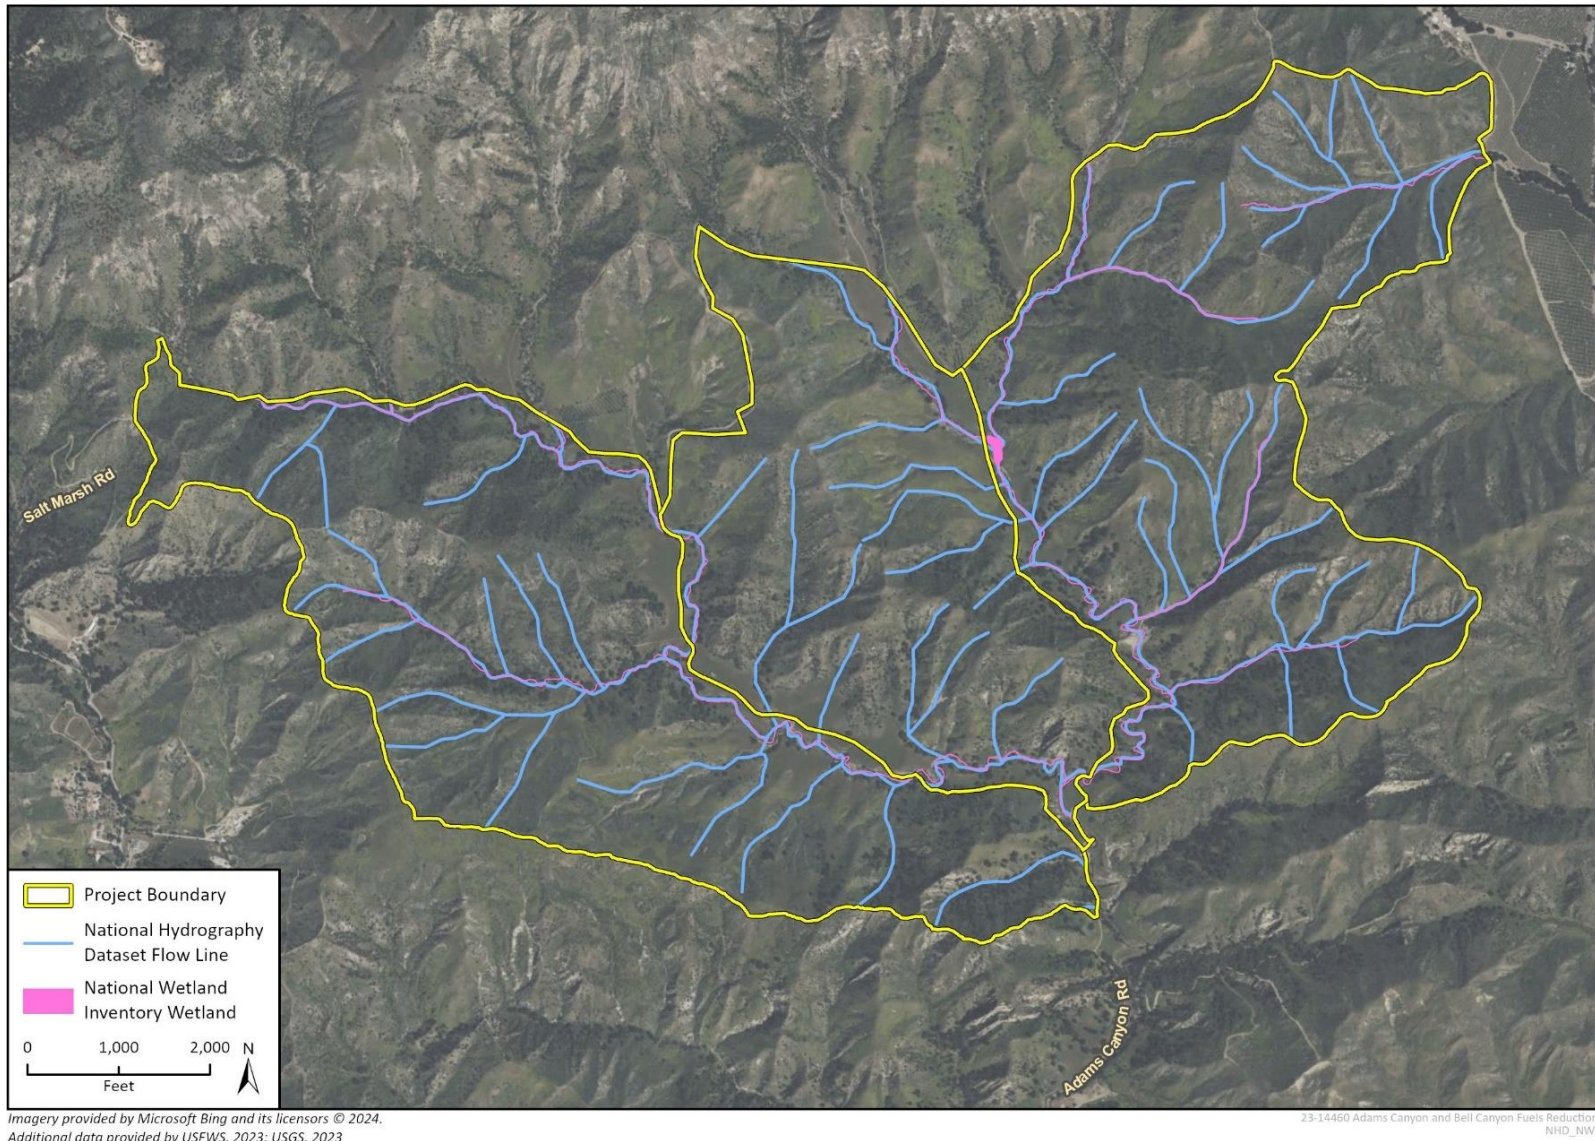 Salt Marsh Rd
Adams Canyon Rd
Project Boundary
National Hydrography
Dataset Flow Line
National Wetland
Inventory Wetland
0 1,000 2,000 N
Feet
Imagery provided by Microsoft Bing and its licensors © 2024.
Additional data provided by USFWS, 2023; USGS, 2023
23-14460 Adams Canyon and Bell Canyon Fuels Reduction
NHD_NW